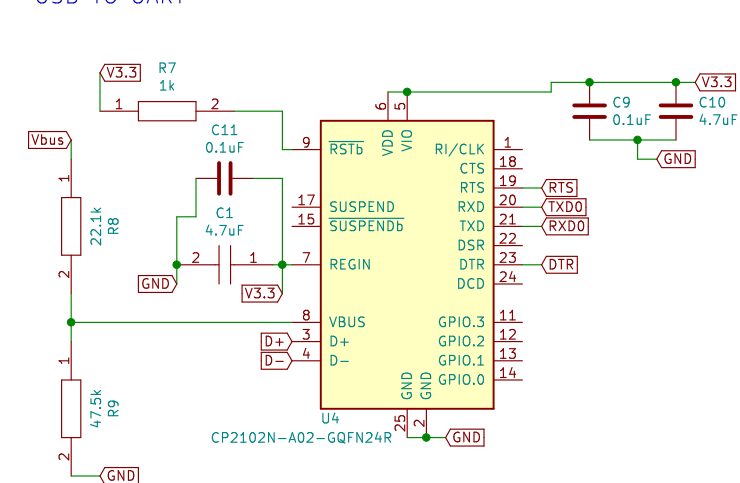 USB TO UART
V3.3
R7
1k
1
2
C11
0.1uF
Vbus
1
22.1k
R8
2
GND
2
C1
4.7uF
1
V3.3
D+
D-
1
47.5k
R9
2
GND
6
5
VDD
VIO
9
RSTb
17
SUSPEND
15
SUSPENDb
7
REGIN
8
VBUS
3
D+
4
D-
RI/CLK
1
CTS
18
RTS
19
RTS
RXD
20
TXD0
TXD
21
RXD0
DSR
22
DTR
23
DTR
DCD
24
GPIO.3
11
GPIO.2
12
GPIO.1
13
GPIO.0
14
GND
GND
25
2
GND
U4
CP2102N-A02-GQFN24R
V3.3
C9
0.1uF
C10
4.7uF
GND